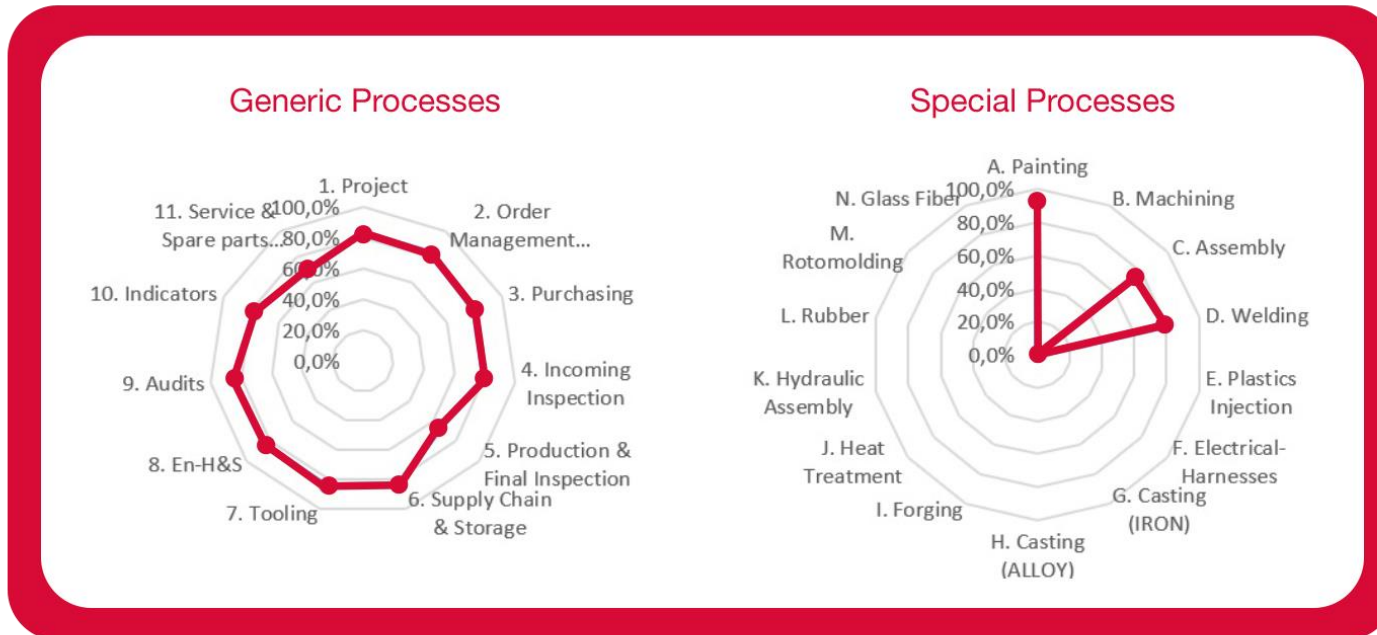 Generic Processes
1. Project
100,0%
80,0%
60,0%
40,0%
20,0%
0,0%
2. Order
Management...
3. Purchasing
4. Incoming
Inspection
5. Production &
Final Inspection
6. Supply Chain
& Storage
7. Tooling
8. En-H&S
9. Audits
10. Indicators
11. Service &
Spare parts...
Special Processes
A. Painting
100,0%
80,0%
60,0%
40,0%
20,0%
0,0%
B. Machining
C. Assembly
D. Welding
E. Plastics
Injection
F. Electrical-
Harnesses
G. Casting
(IRON)
H. Casting
(ALLOY)
I. Forging
J. Heat
Treatment
K. Hydraulic
Assembly
L. Rubber
M.
Rotomolding
N. Glass Fiber